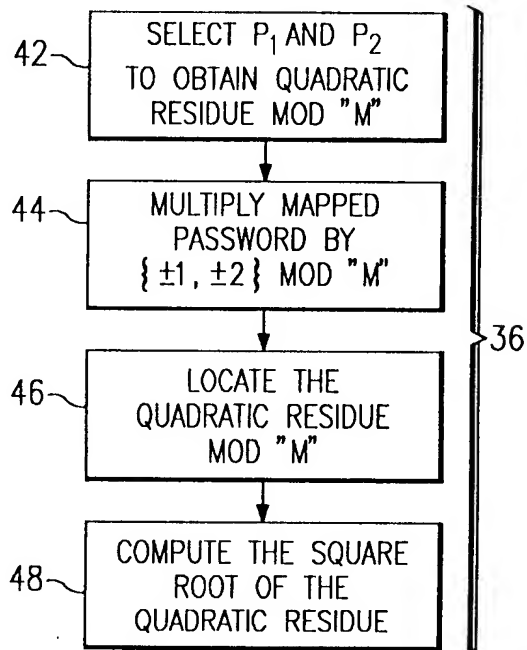 42
SELECT P₁ AND P₂
TO OBTAIN QUADRATIC
RESIDUE MOD "M"
44
MULTIPLY MAPPED
PASSWORD BY
{ ±1, ±2 } MOD "M"
36
46
LOCATE THE
QUADRATIC RESIDUE
MOD "M"
48
COMPUTE THE SQUARE
ROOT OF THE
QUADRATIC RESIDUE